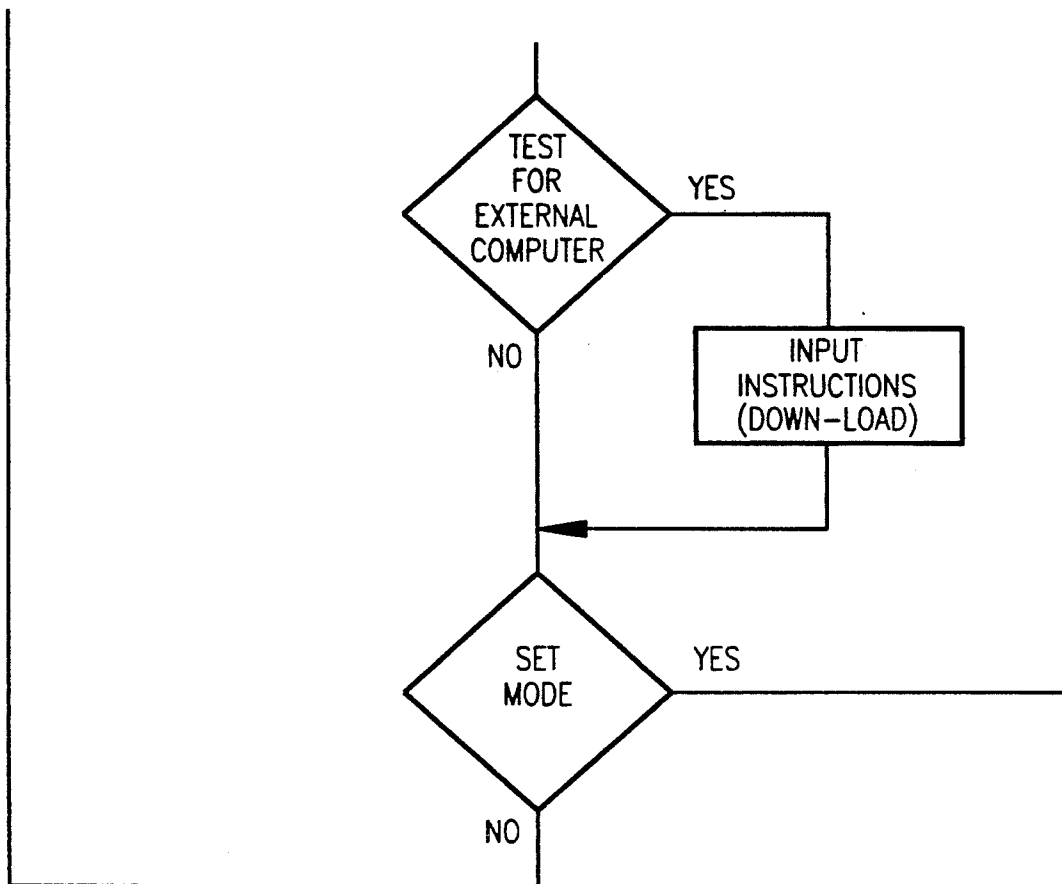 TEST
FOR
EXTERNAL
COMPUTER
YES
NO
INPUT
INSTRUCTIONS
(DOWN-LOAD)
SET
MODE
YES
NO